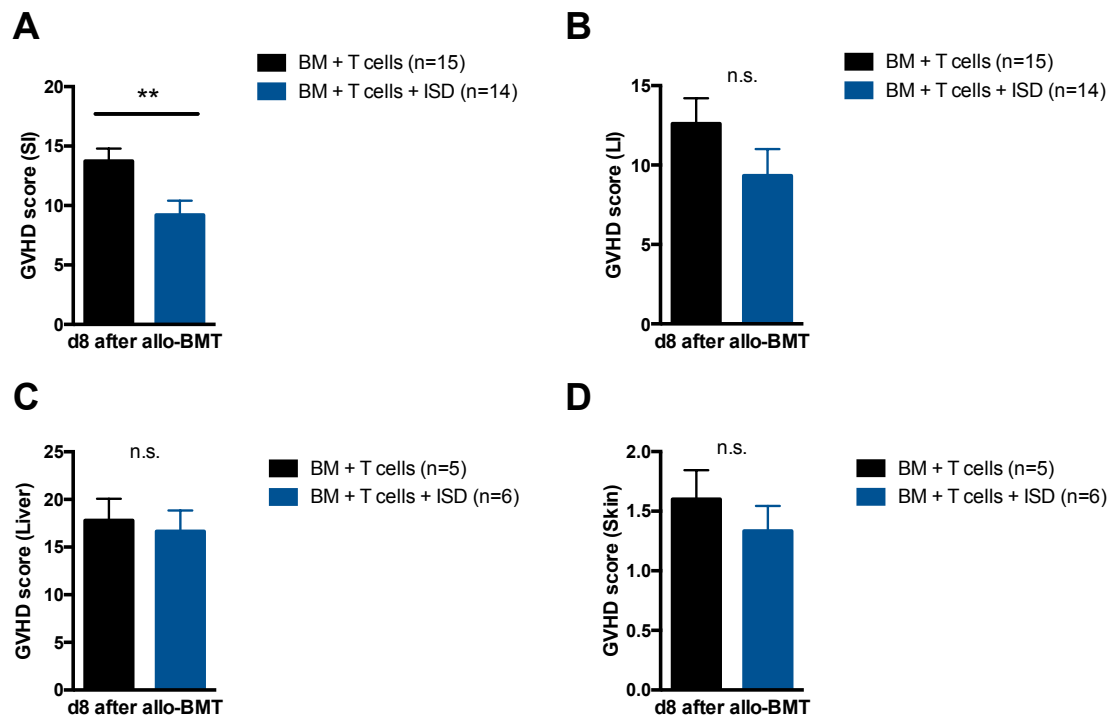 A
BM + T cells (n=15)
BM + T cells + ISD (n=14)
**
GVHD score (SI)
20
15
10
5
0
d8 after allo-BMT
B
BM + T cells (n=15)
BM + T cells + ISD (n=14)
n.s.
GVHD score (LI)
15
10
5
0
d8 after allo-BMT
C
BM + T cells (n=5)
BM + T cells + ISD (n=6)
n.s.
GVHD score (Liver)
25
20
15
10
5
0
d8 after allo-BMT
D
BM + T cells (n=5)
BM + T cells + ISD (n=6)
n.s.
GVHD score (Skin)
2.0
1.5
1.0
0.5
0.0
d8 after allo-BMT